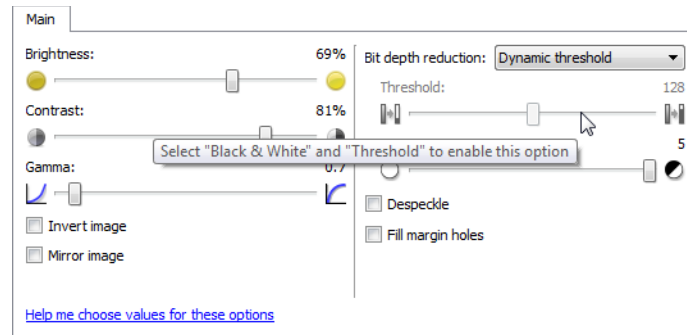 Main
Brightness: 69%
Contrast: 81%
Gamma: 0.7
Invert image
Mirror image
Help me choose values for these options
Bit depth reduction: Dynamic threshold
Threshold: 128
Select "Black & White" and "Threshold" to enable this option
5
Despeckle
Fill margin holes